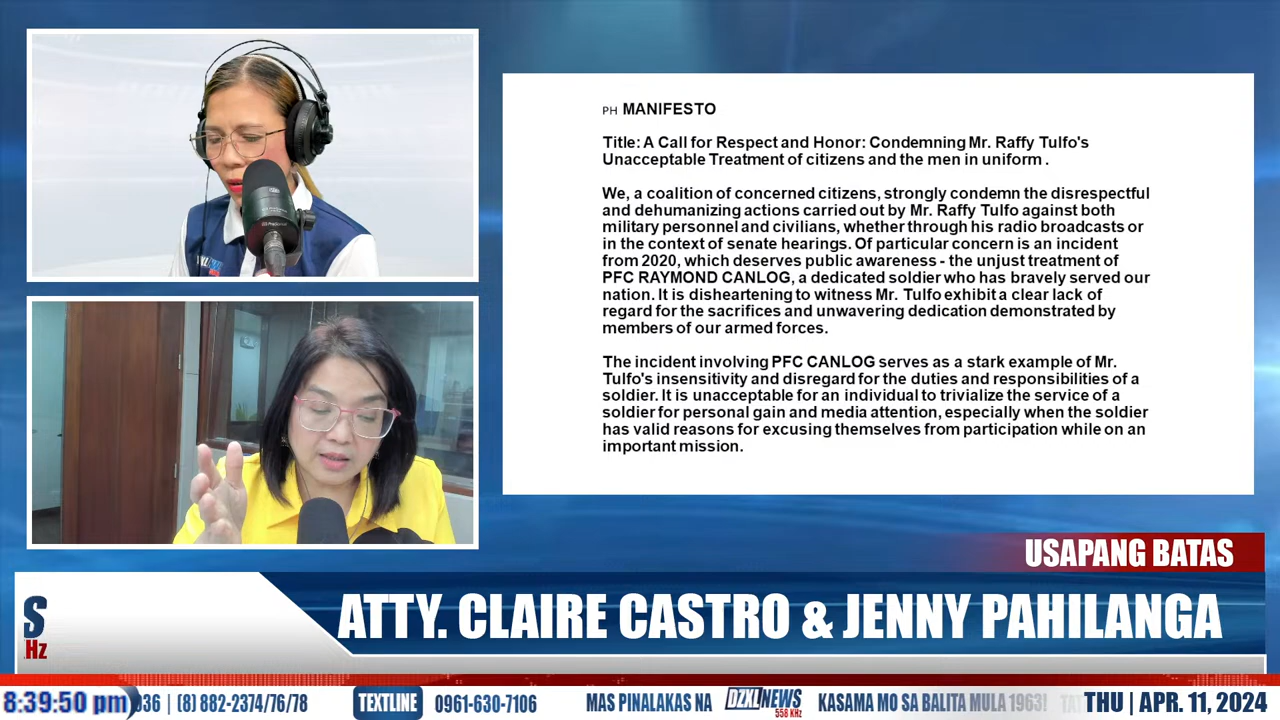 PH MANIFESTO
Title: A Call for Respect and Honor: Condemning Mr. Raffy Tulfo's
Unacceptable Treatment of citizens and the men in uniform .
We, a coalition of concerned citizens, strongly condemn the disrespectful
and dehumanizing actions carried out by Mr. Raffy Tulfo against both
military personnel and civilians, whether through his radio broadcasts or
in the context of senate hearings. Of particular concern is an incident
from 2020, which deserves public awareness - the unjust treatment of
PFC RAYMOND CANLOG, a dedicated soldier who has bravely served our
nation. It is disheartening to witness Mr. Tulfo exhibit a clear lack of
regard for the sacrifices and unwavering dedication demonstrated by
members of our armed forces.
The incident involving PFC CANLOG serves as a stark example of Mr.
Tulfo's insensitivity and disregard for the duties and responsibilities of a
soldier. It is unacceptable for an individual to trivialize the service of a
soldier for personal gain and media attention, especially when the soldier
has valid reasons for excusing themselves from participation while on an
important mission.
USAPANG BATAS
S
Hz
ATTY. CLAIRE CASTRO & JENNY PAHILANGA
8:39:50 pm 036 | (8) 882-2374/76/78 TEXTLINE 0961-630-7106 MAS PINALAKAS NA DZXL NEWS 558 KHz KASAMA MO SA BALITA MULA 1963! THU | APR. 11, 2024